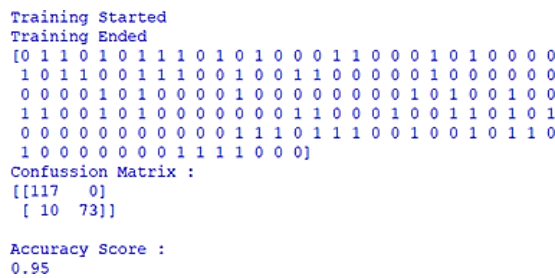 Training Started
Training Ended
[0 1 1 0 1 0 1 1 1 0 1 0 1 0 0 0 1 1 0 0 0 1 0 1 0 0 0 0
1 0 1 1 0 0 1 1 1 0 0 1 0 0 1 1 0 0 0 0 0 1 0 0 0 0 0 0
0 0 0 0 1 0 1 0 0 0 0 1 0 0 0 0 0 0 0 0 1 0 1 0 0 1 0 0
1 1 0 0 1 0 1 0 0 0 0 0 0 0 1 1 0 0 0 1 0 0 1 1 0 1 0 1
0 0 0 0 0 0 0 0 0 0 0 1 1 1 0 1 1 1 0 0 1 0 0 1 0 1 1 0
1 0 0 0 0 0 0 0 1 1 1 1 0 0 0]
Confussion Matrix :
[[117   0]
[ 10  73]]
Accuracy Score :
0.95